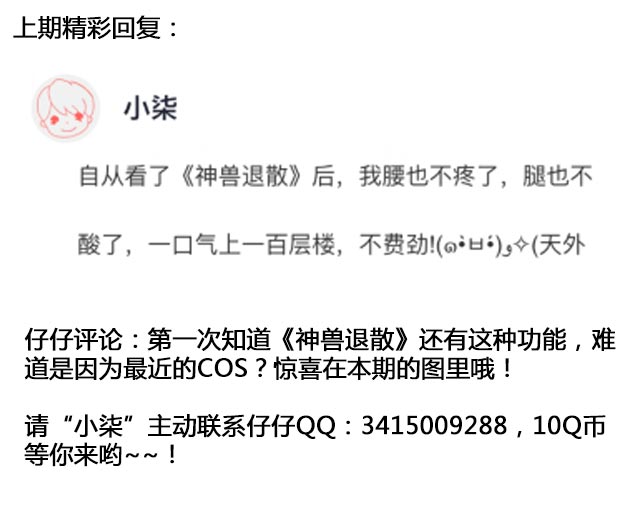 上期精彩回复：
小柒
自从看了《神兽退散》后，我腰也不疼了，腿也不
酸了，一口气上一百层楼，不费劲!(๑•̀ㅂ•́)و✧(天外
仔仔评论：第一次知道《神兽退散》还有这种功能，难
道是因为最近的COS？惊喜在本期的图里哦！
请“小柒”主动联系仔仔QQ：3415009288，10Q币
等你来哟~~！